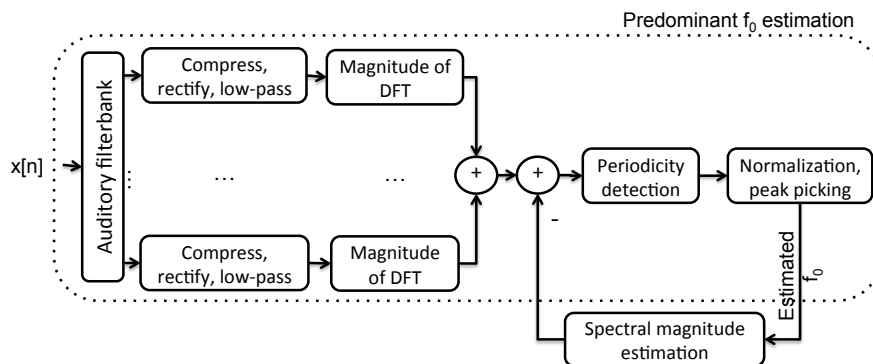 Predominant f0 estimation
x[n]
Auditory filterbank
Compress,
rectify, low-pass
Magnitude of
DFT
...
...
...
+
+
-
Periodicity
detection
Normalization,
peak picking
Compress,
rectify, low-pass
Magnitude
of DFT
Estimated
f0
Spectral magnitude
estimation